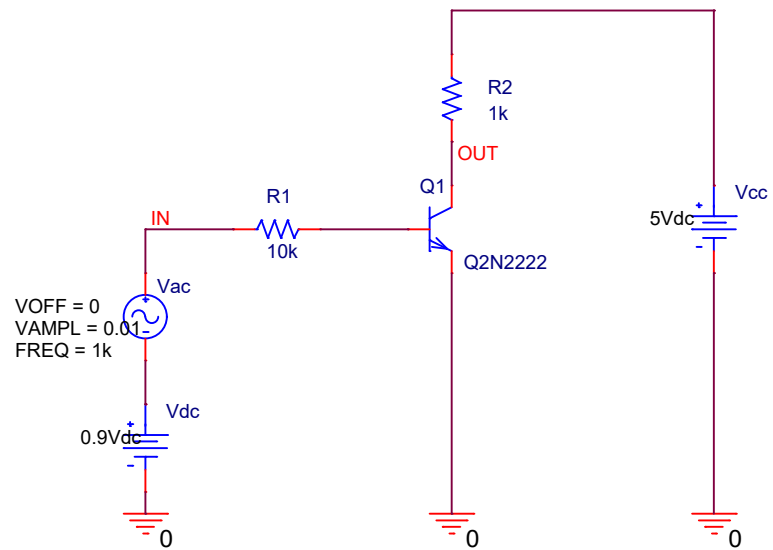 R2
1k
OUT
Q1
Vcc
5Vdc
R1
IN
10k
Q2N2222
Vac
VOFF = 0
VAMPL = 0.01
FREQ = 1k
Vdc
0.9Vdc
0
0
0